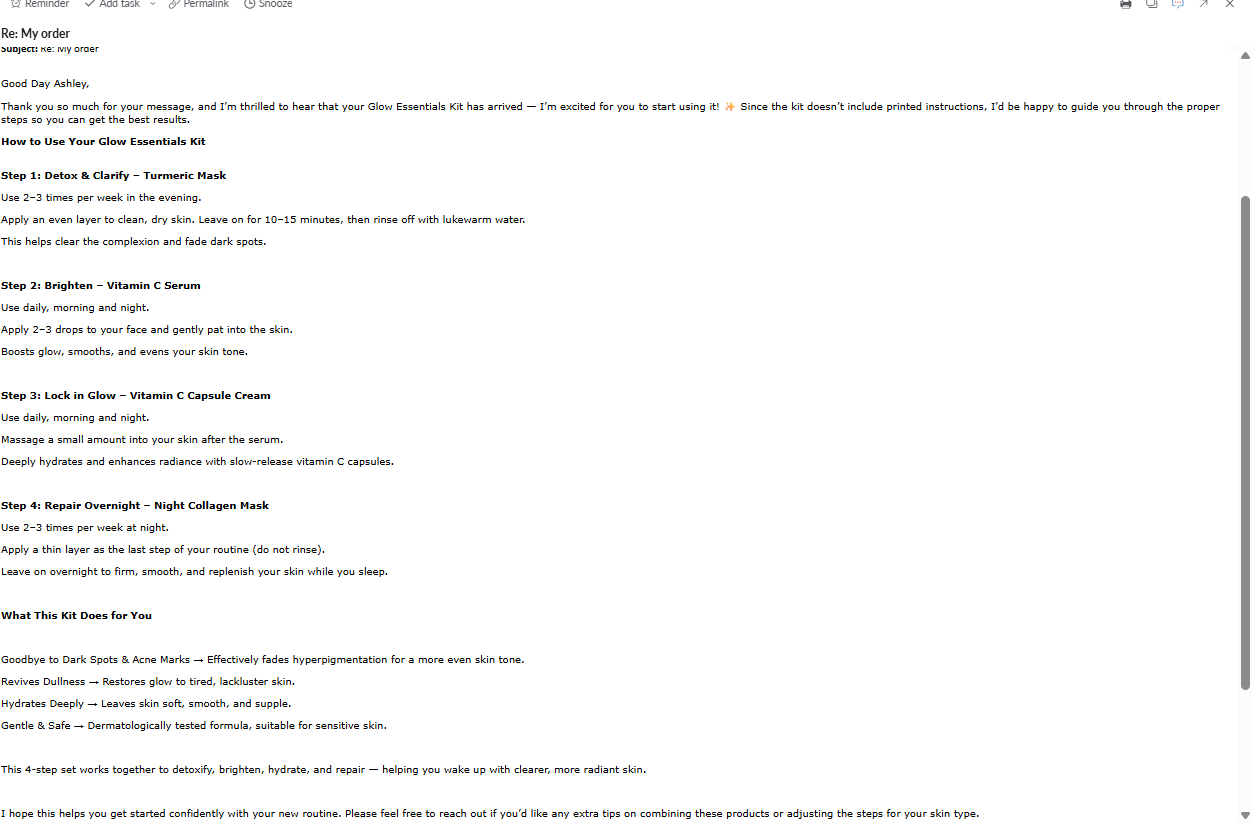 Reminder Add task Permalink Snooze
Re: My order
Subject: Re: My order
Good Day Ashley,
Thank you so much for your message, and I'm thrilled to hear that your Glow Essentials Kit has arrived — I'm excited for you to start using it! ✨ Since the kit doesn't include printed instructions, I'd be happy to guide you through the proper
steps so you can get the best results.
How to Use Your Glow Essentials Kit
Step 1: Detox & Clarify – Turmeric Mask
Use 2–3 times per week in the evening.
Apply an even layer to clean, dry skin. Leave on for 10–15 minutes, then rinse off with lukewarm water.
This helps clear the complexion and fade dark spots.
Step 2: Brighten – Vitamin C Serum
Use daily, morning and night.
Apply 2–3 drops to your face and gently pat into the skin.
Boosts glow, smooths, and evens your skin tone.
Step 3: Lock in Glow – Vitamin C Capsule Cream
Use daily, morning and night.
Massage a small amount into your skin after the serum.
Deeply hydrates and enhances radiance with slow-release vitamin C capsules.
Step 4: Repair Overnight – Night Collagen Mask
Use 2–3 times per week at night.
Apply a thin layer as the last step of your routine (do not rinse).
Leave on overnight to firm, smooth, and replenish your skin while you sleep.
What This Kit Does for You
Goodbye to Dark Spots & Acne Marks → Effectively fades hyperpigmentation for a more even skin tone.
Revives Dullness → Restores glow to tired, lackluster skin.
Hydrates Deeply → Leaves skin soft, smooth, and supple.
Gentle & Safe → Dermatologically tested formula, suitable for sensitive skin.
This 4-step set works together to detoxify, brighten, hydrate, and repair — helping you wake up with clearer, more radiant skin.
I hope this helps you get started confidently with your new routine. Please feel free to reach out if you'd like any extra tips on combining these products or adjusting the steps for your skin type.